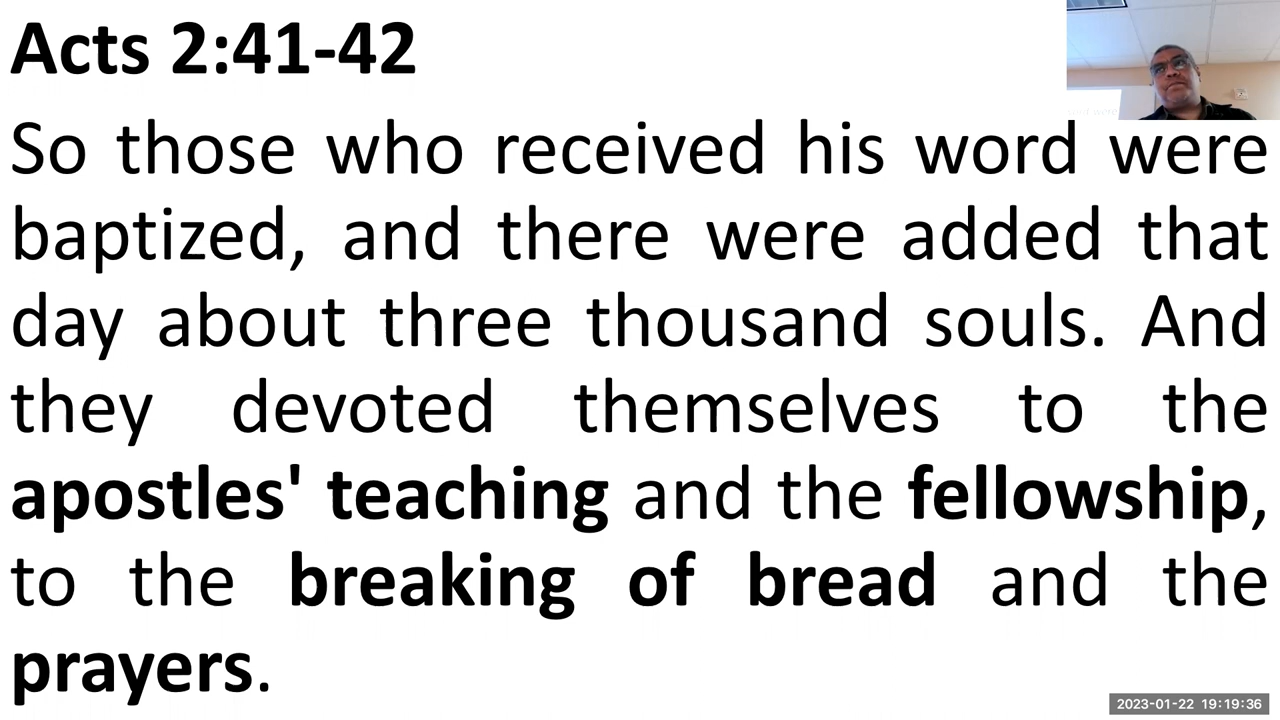 Acts 2:41-42
So those who received his word were
baptized, and there were added that
day about three thousand souls. And
they devoted themselves to the
apostles' teaching and the fellowship,
to the breaking of bread and the
prayers.
2023-01-22 19:19:36